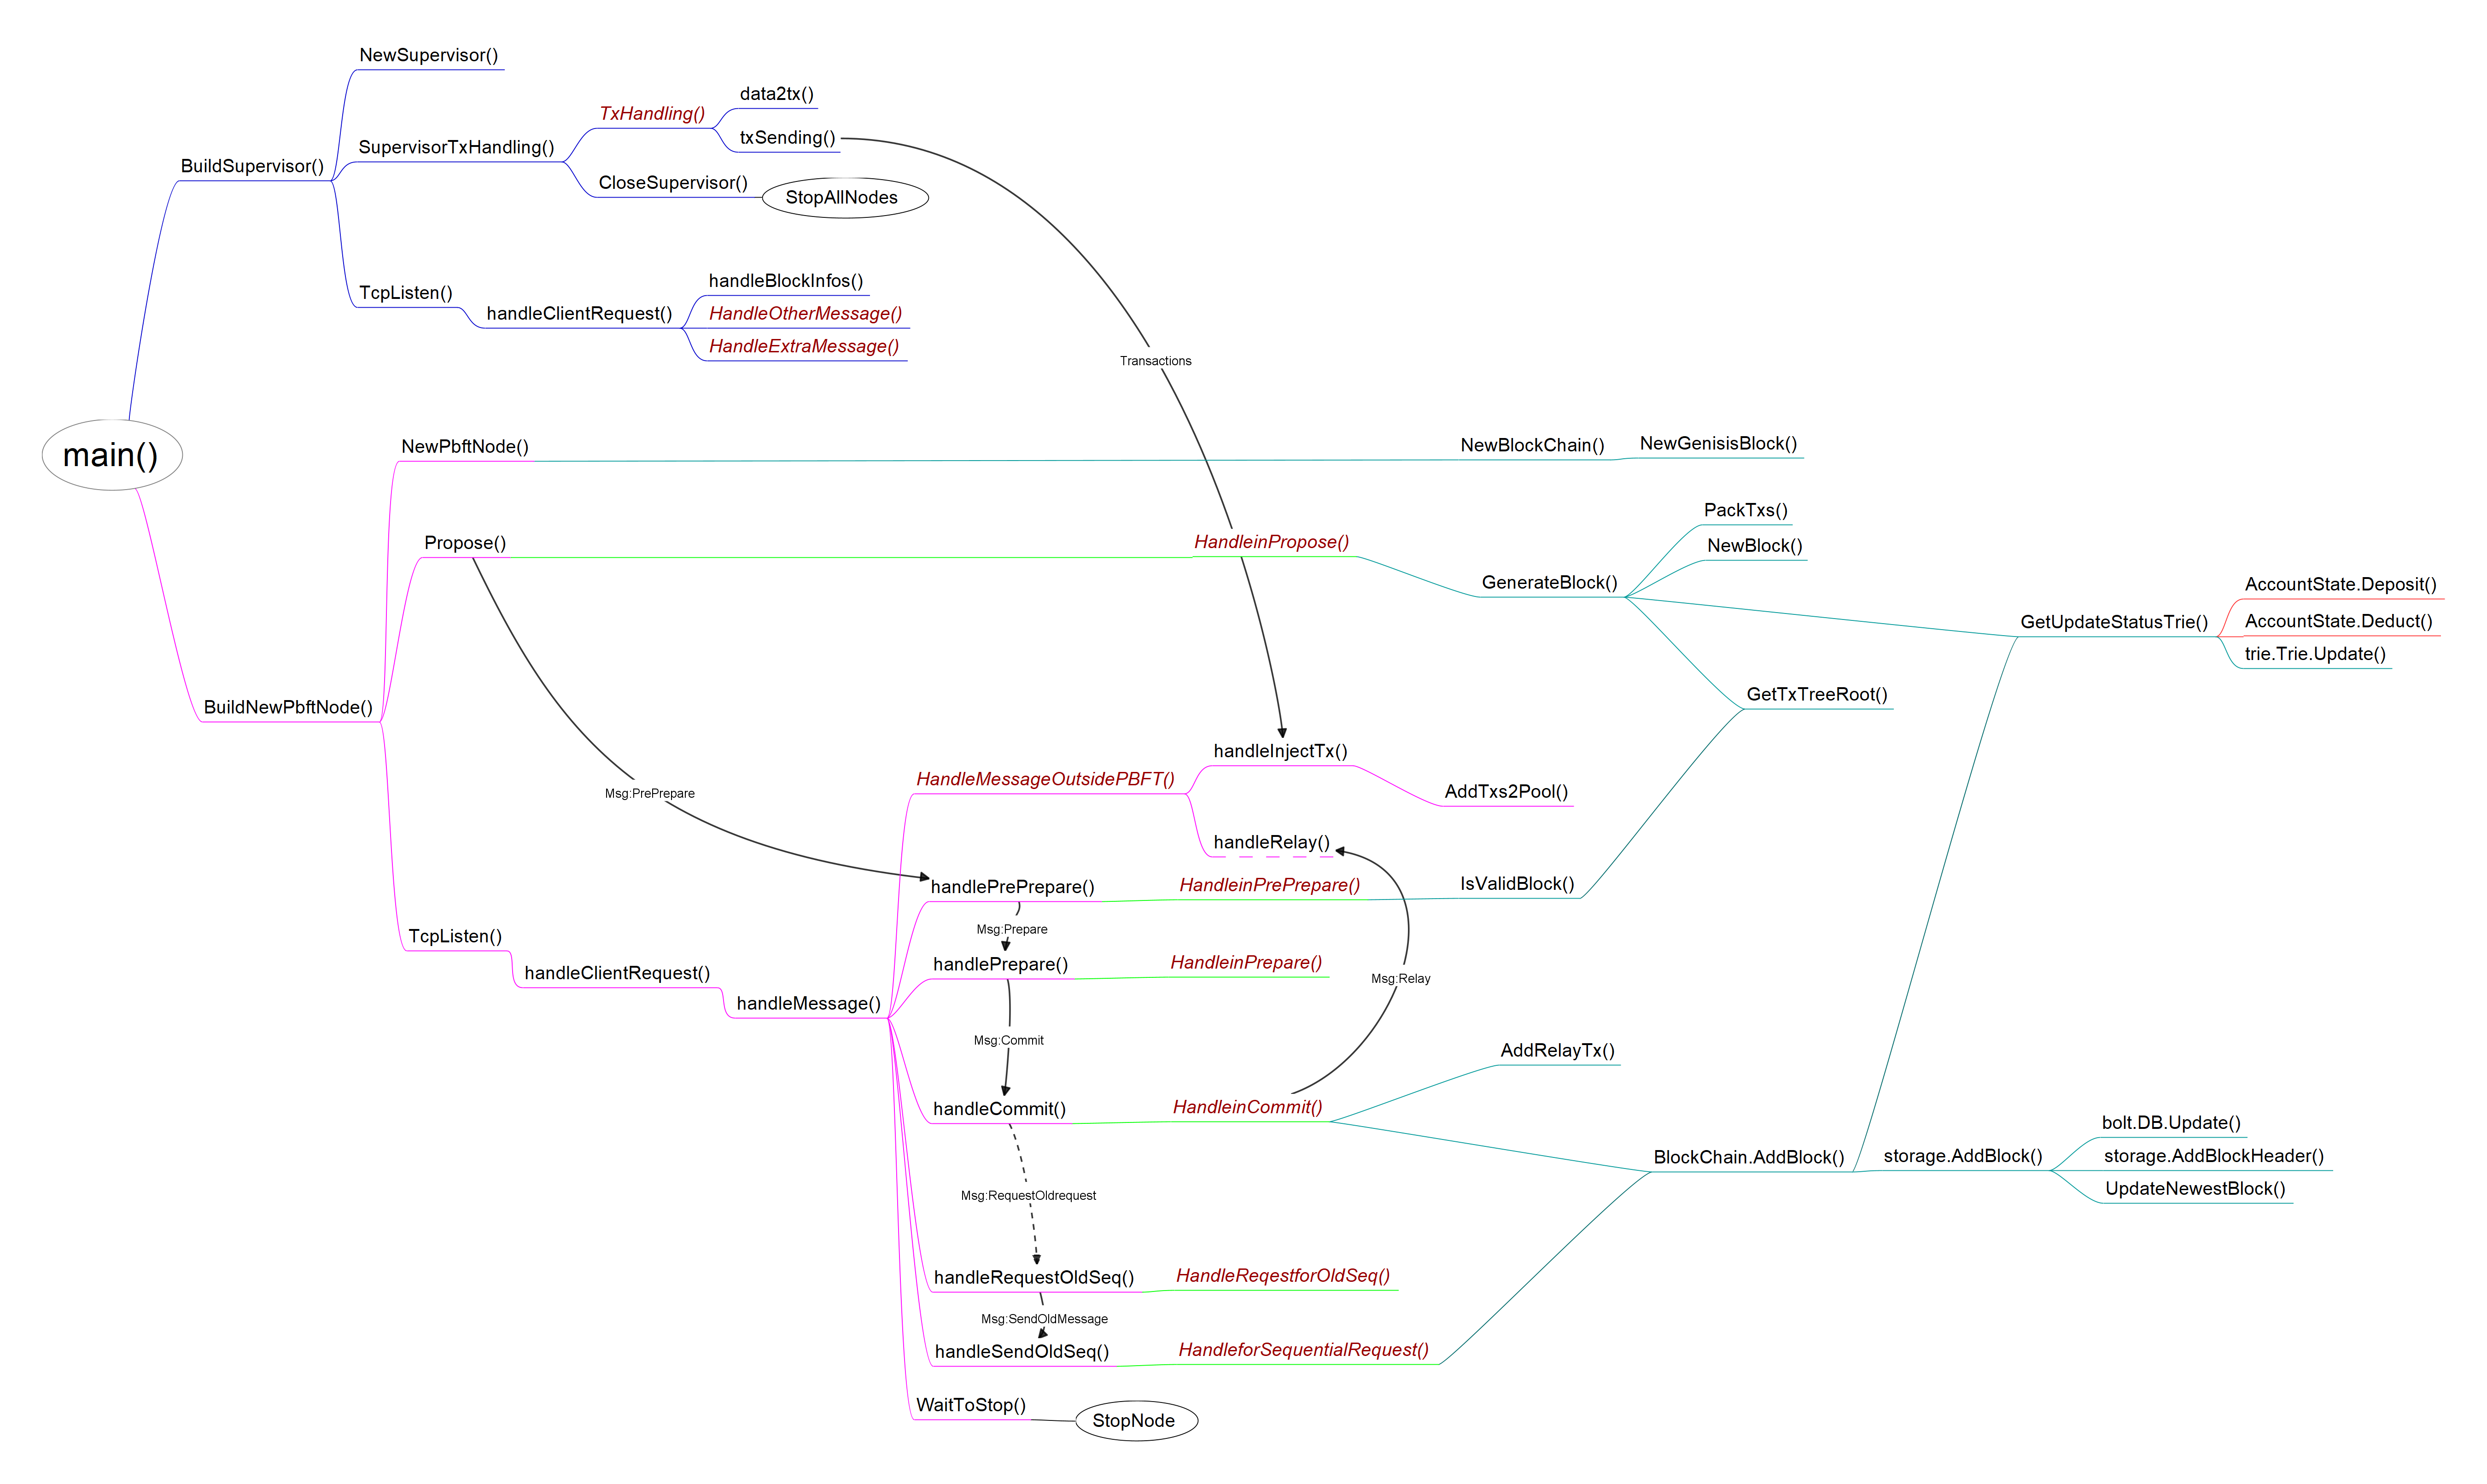 main()
BuildSupervisor()
NewSupervisor()
SupervisorTxHandling()
TxHandling()
data2tx()
txSending()
CloseSupervisor()
StopAllNodes
TcpListen()
handleClientRequest()
handleBlockInfos()
HandleOtherMessage()
HandleExtraMessage()
Transactions
BuildNewPbftNode()
NewPbftNode()
NewBlockChain()
NewGenisisBlock()
Propose()
HandleinPropose()
GenerateBlock()
PackTxs()
NewBlock()
GetUpdateStatusTrie()
AccountState.Deposit()
AccountState.Deduct()
trie.Trie.Update()
GetTxTreeRoot()
Msg:PrePrepare
TcpListen()
handleClientRequest()
handleMessage()
HandleMessageOutsidePBFT()
handleInjectTx()
AddTxs2Pool()
handleRelay()
handlePrePrepare()
HandleinPrePrepare()
IsValidBlock()
Msg:Prepare
handlePrepare()
HandleinPrepare()
Msg:Relay
Msg:Commit
handleCommit()
HandleinCommit()
AddRelayTx()
BlockChain.AddBlock()
storage.AddBlock()
bolt.DB.Update()
storage.AddBlockHeader()
UpdateNewestBlock()
Msg:RequestOldrequest
handleRequestOldSeq()
HandleReqestforOldSeq()
Msg:SendOldMessage
handleSendOldSeq()
HandleforSequentialRequest()
WaitToStop()
StopNode